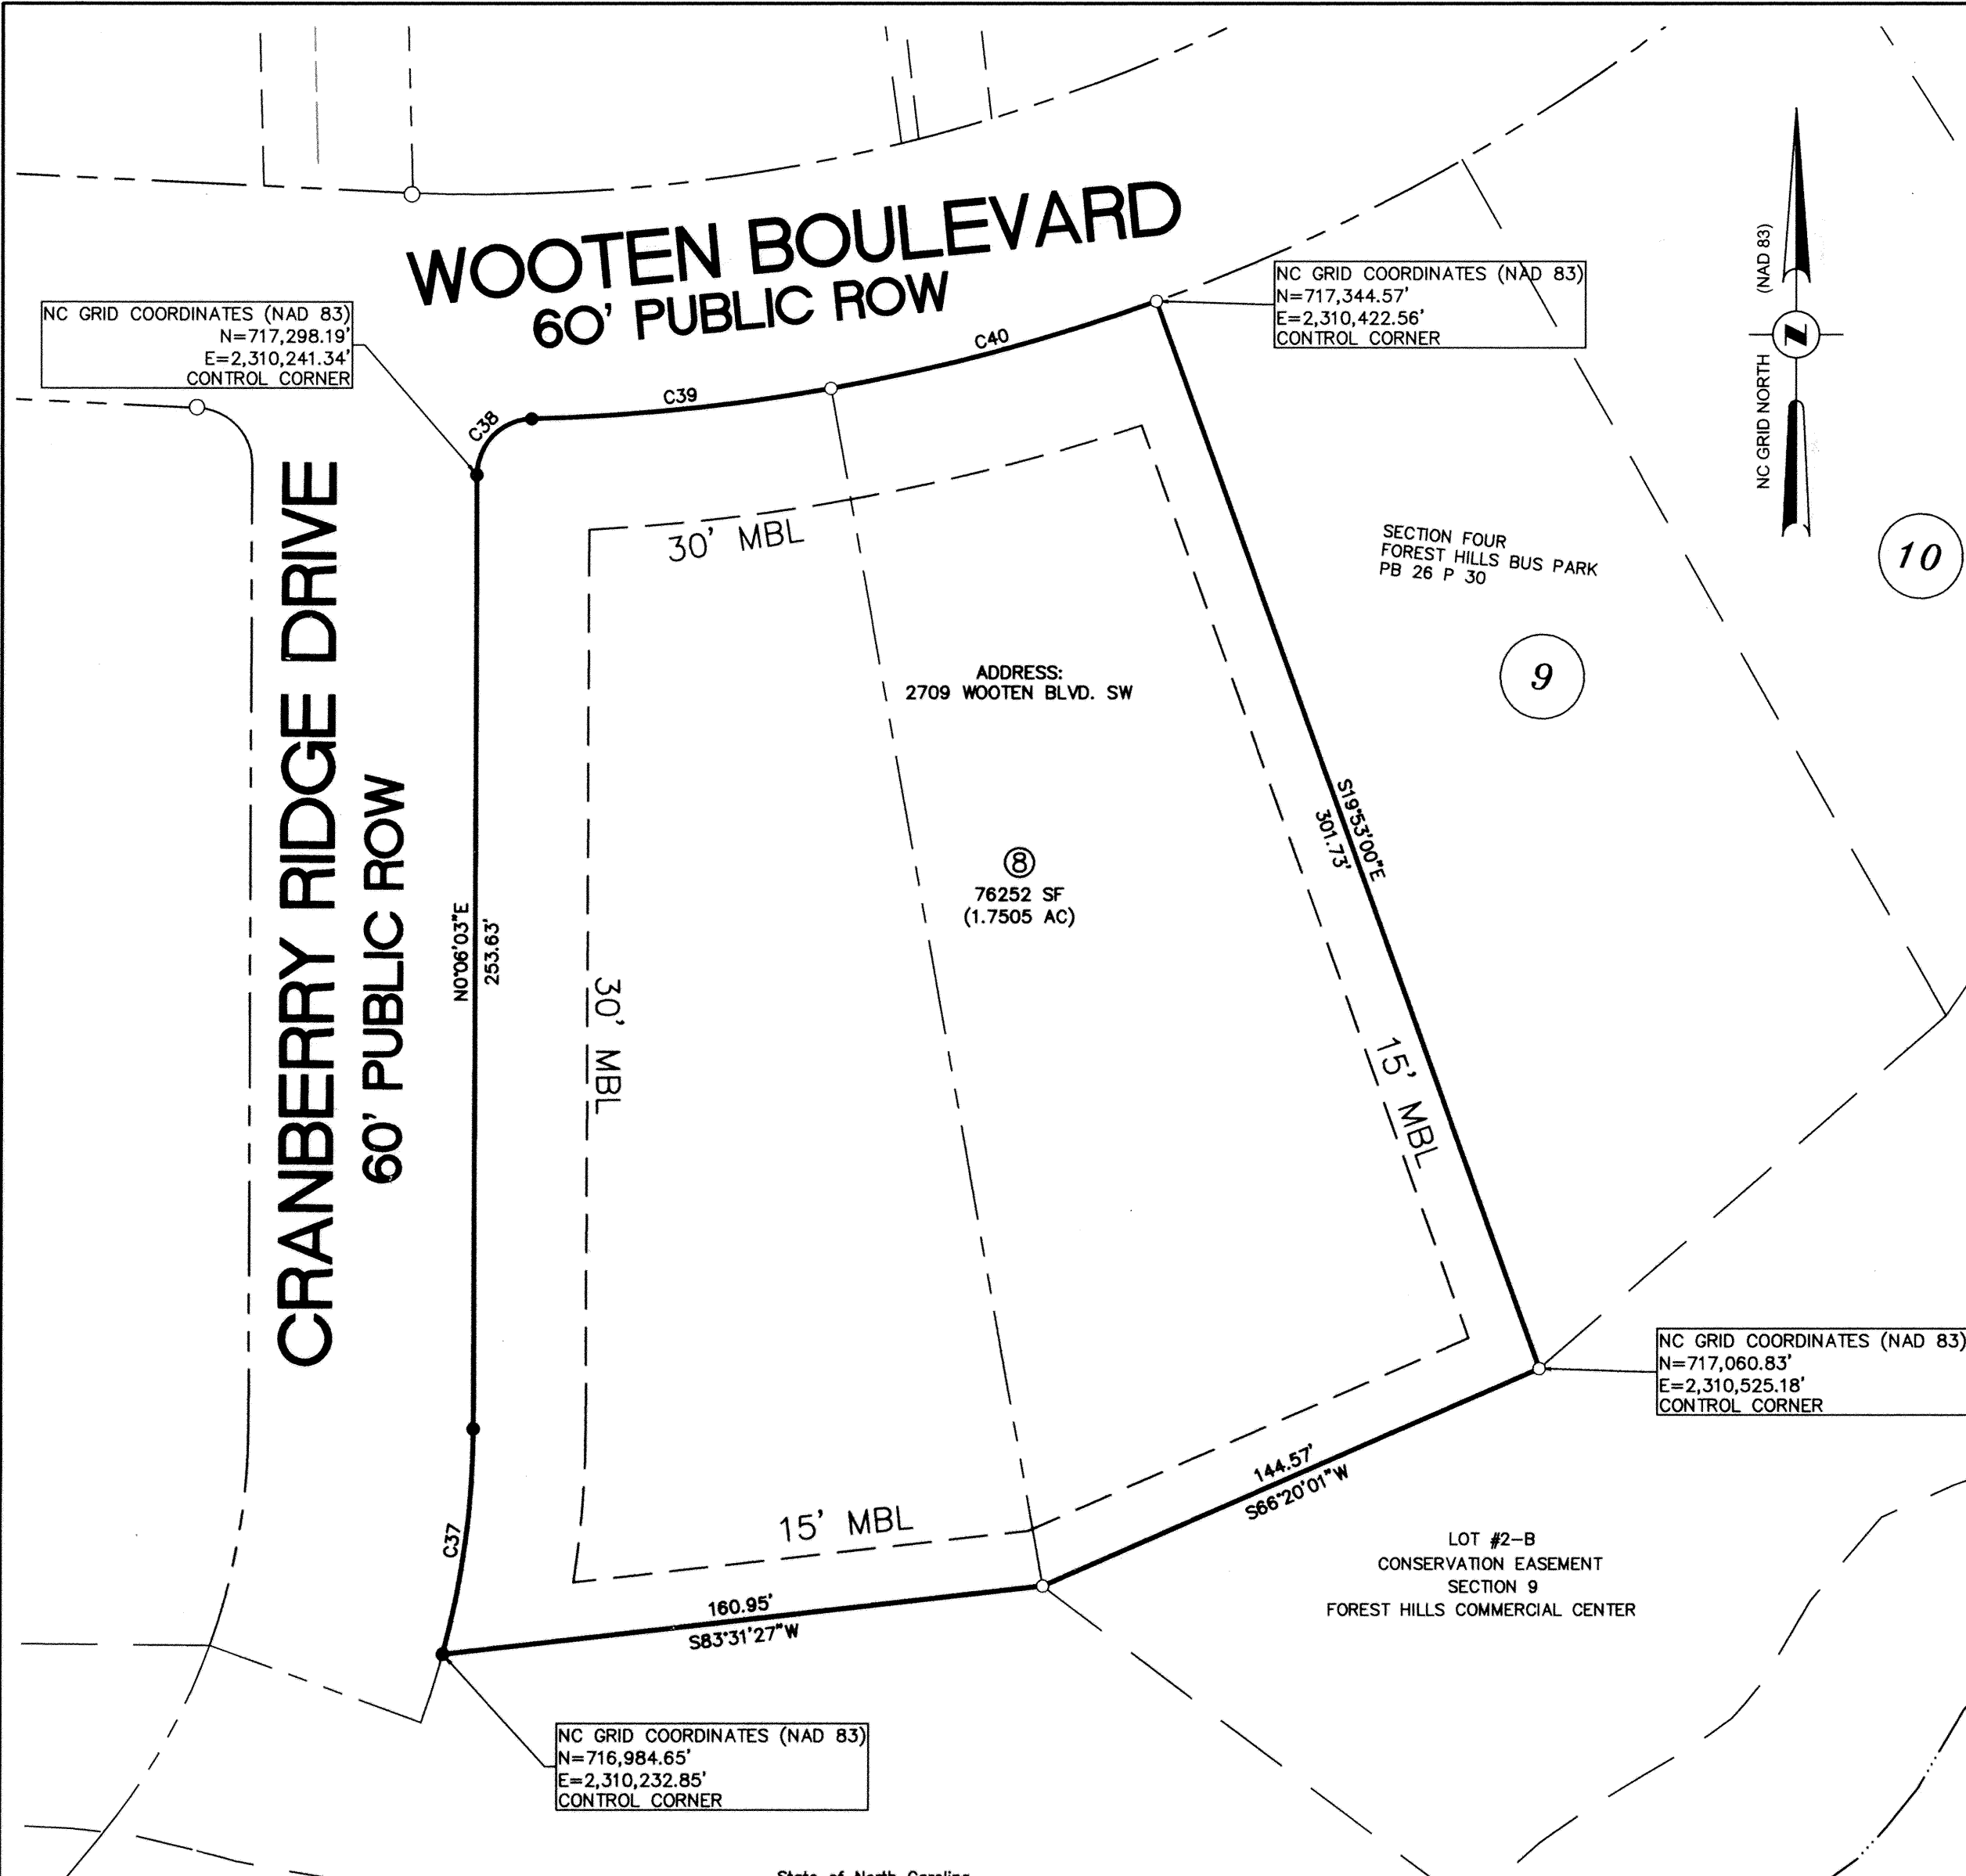 WOOTEN BOULEVARD
60' PUBLIC ROW
NC GRID COORDINATES (NAD 83)
N=717,298.19'
E=2,310,241.34'
CONTROL CORNER
NC GRID COORDINATES (NAD 83)
N=717,344.57'
E=2,310,422.56'
CONTROL CORNER
NC GRID NORTH (NAD 83)
N
C38
C39
C40
CRANBERRY RIDGE DRIVE
60' PUBLIC ROW
30' MBL
SECTION FOUR
FOREST HILLS BUS PARK
PB 26 P 30
10
9
ADDRESS:
2709 WOOTEN BLVD. SW
8
76252 SF
(1.7505 AC)
S19°53'00"E
301.73'
N0°06'03"E
253.63'
30' MBL
15' MBL
NC GRID COORDINATES (NAD 83)
N=717,060.83'
E=2,310,525.18'
CONTROL CORNER
144.57'
S66°20'01"W
15' MBL
C37
160.95'
S83°31'27"W
LOT #2-B
CONSERVATION EASEMENT
SECTION 9
FOREST HILLS COMMERCIAL CENTER
NC GRID COORDINATES (NAD 83)
N=716,984.65'
E=2,310,232.85'
CONTROL CORNER
State of North Carolina